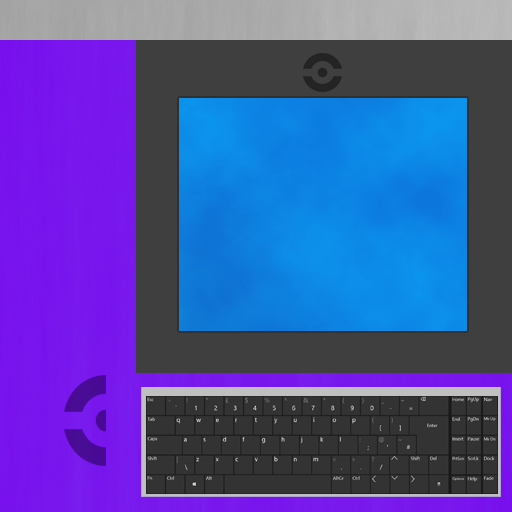 Esc 1 2 3 4 5 6 7 8 9 0 - = Home PgUp Nav
Tab q w e r t y u i o p [ ] Enter End PgDn Mv Up
Caps a s d f g h j k l ; ' # Insert Pause Mv Dn
Shift \ z x c v b n m , . / Shift Del PrtScn ScrLk Dock
Fn Ctrl Alt AltGr Ctrl Options Help Fade